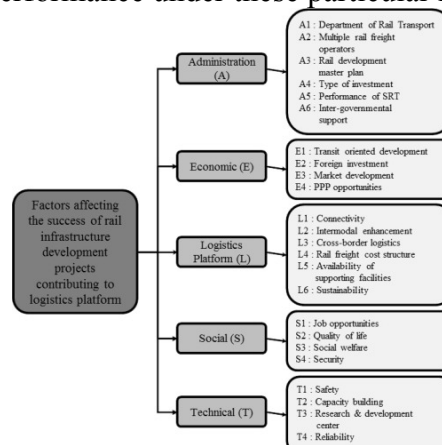 performance under these particular
Factors affecting
the success of rail
infrastructure
development
projects
contributing to
logistics platform
Administration
(A)
A1 : Department of Rail Transport
A2 : Multiple rail freight
operators
A3 : Rail development
master plan
A4 : Type of investment
A5 : Performance of SRT
A6 : Inter-governmental
support
Economic (E)
E1 : Transit oriented development
E2 : Foreign investment
E3 : Market development
E4 : PPP opportunities
Logistics
Platform (L)
L1 : Connectivity
L2 : Intermodal enhancement
L3 : Cross-border logistics
L4 : Rail freight cost structure
L5 : Availability of
supporting facilities
L6 : Sustainability
Social (S)
S1 : Job opportunities
S2 : Quality of life
S3 : Social welfare
S4 : Security
Technical (T)
T1 : Safety
T2 : Capacity building
T3 : Research & development
center
T4 : Reliability